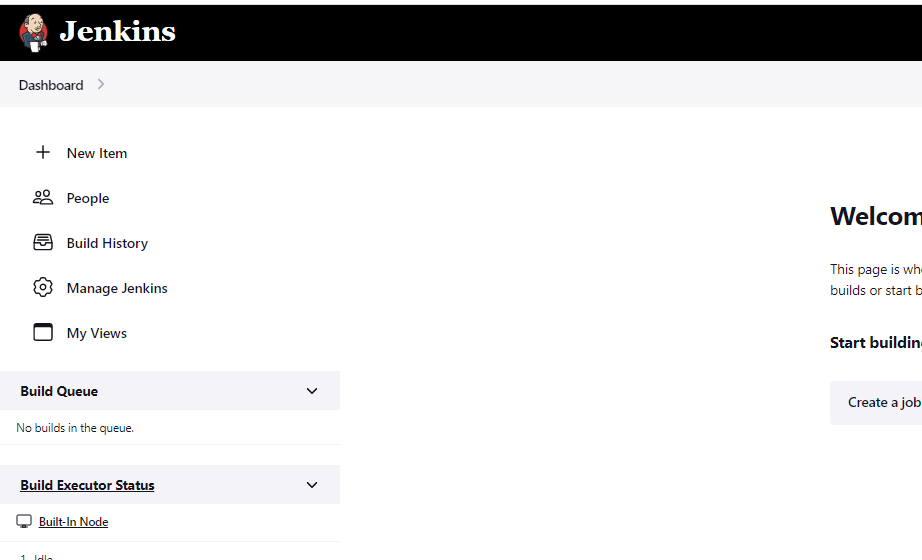 Jenkins
Dashboard
New Item
People
Build History
Manage Jenkins
My Views
Build Queue
No builds in the queue.
Build Executor Status
Built-In Node
1 Idle
Welcom
This page is wh
builds or start b
Start buildin
Create a job